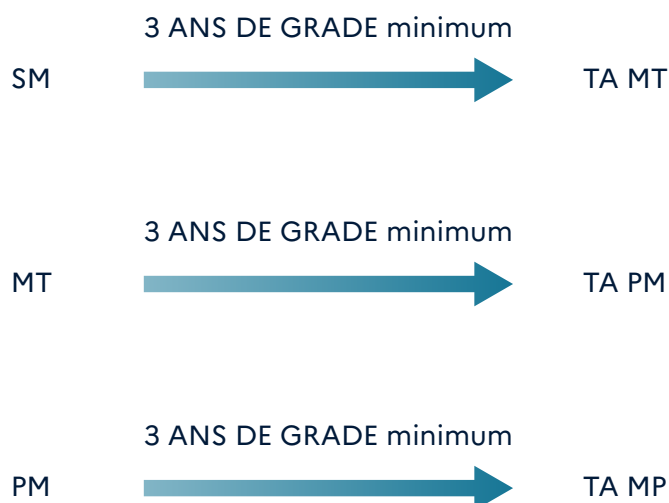 3 ANS DE GRADE minimum
SM TA MT
3 ANS DE GRADE minimum
MT TA PM
3 ANS DE GRADE minimum
PM TA MP